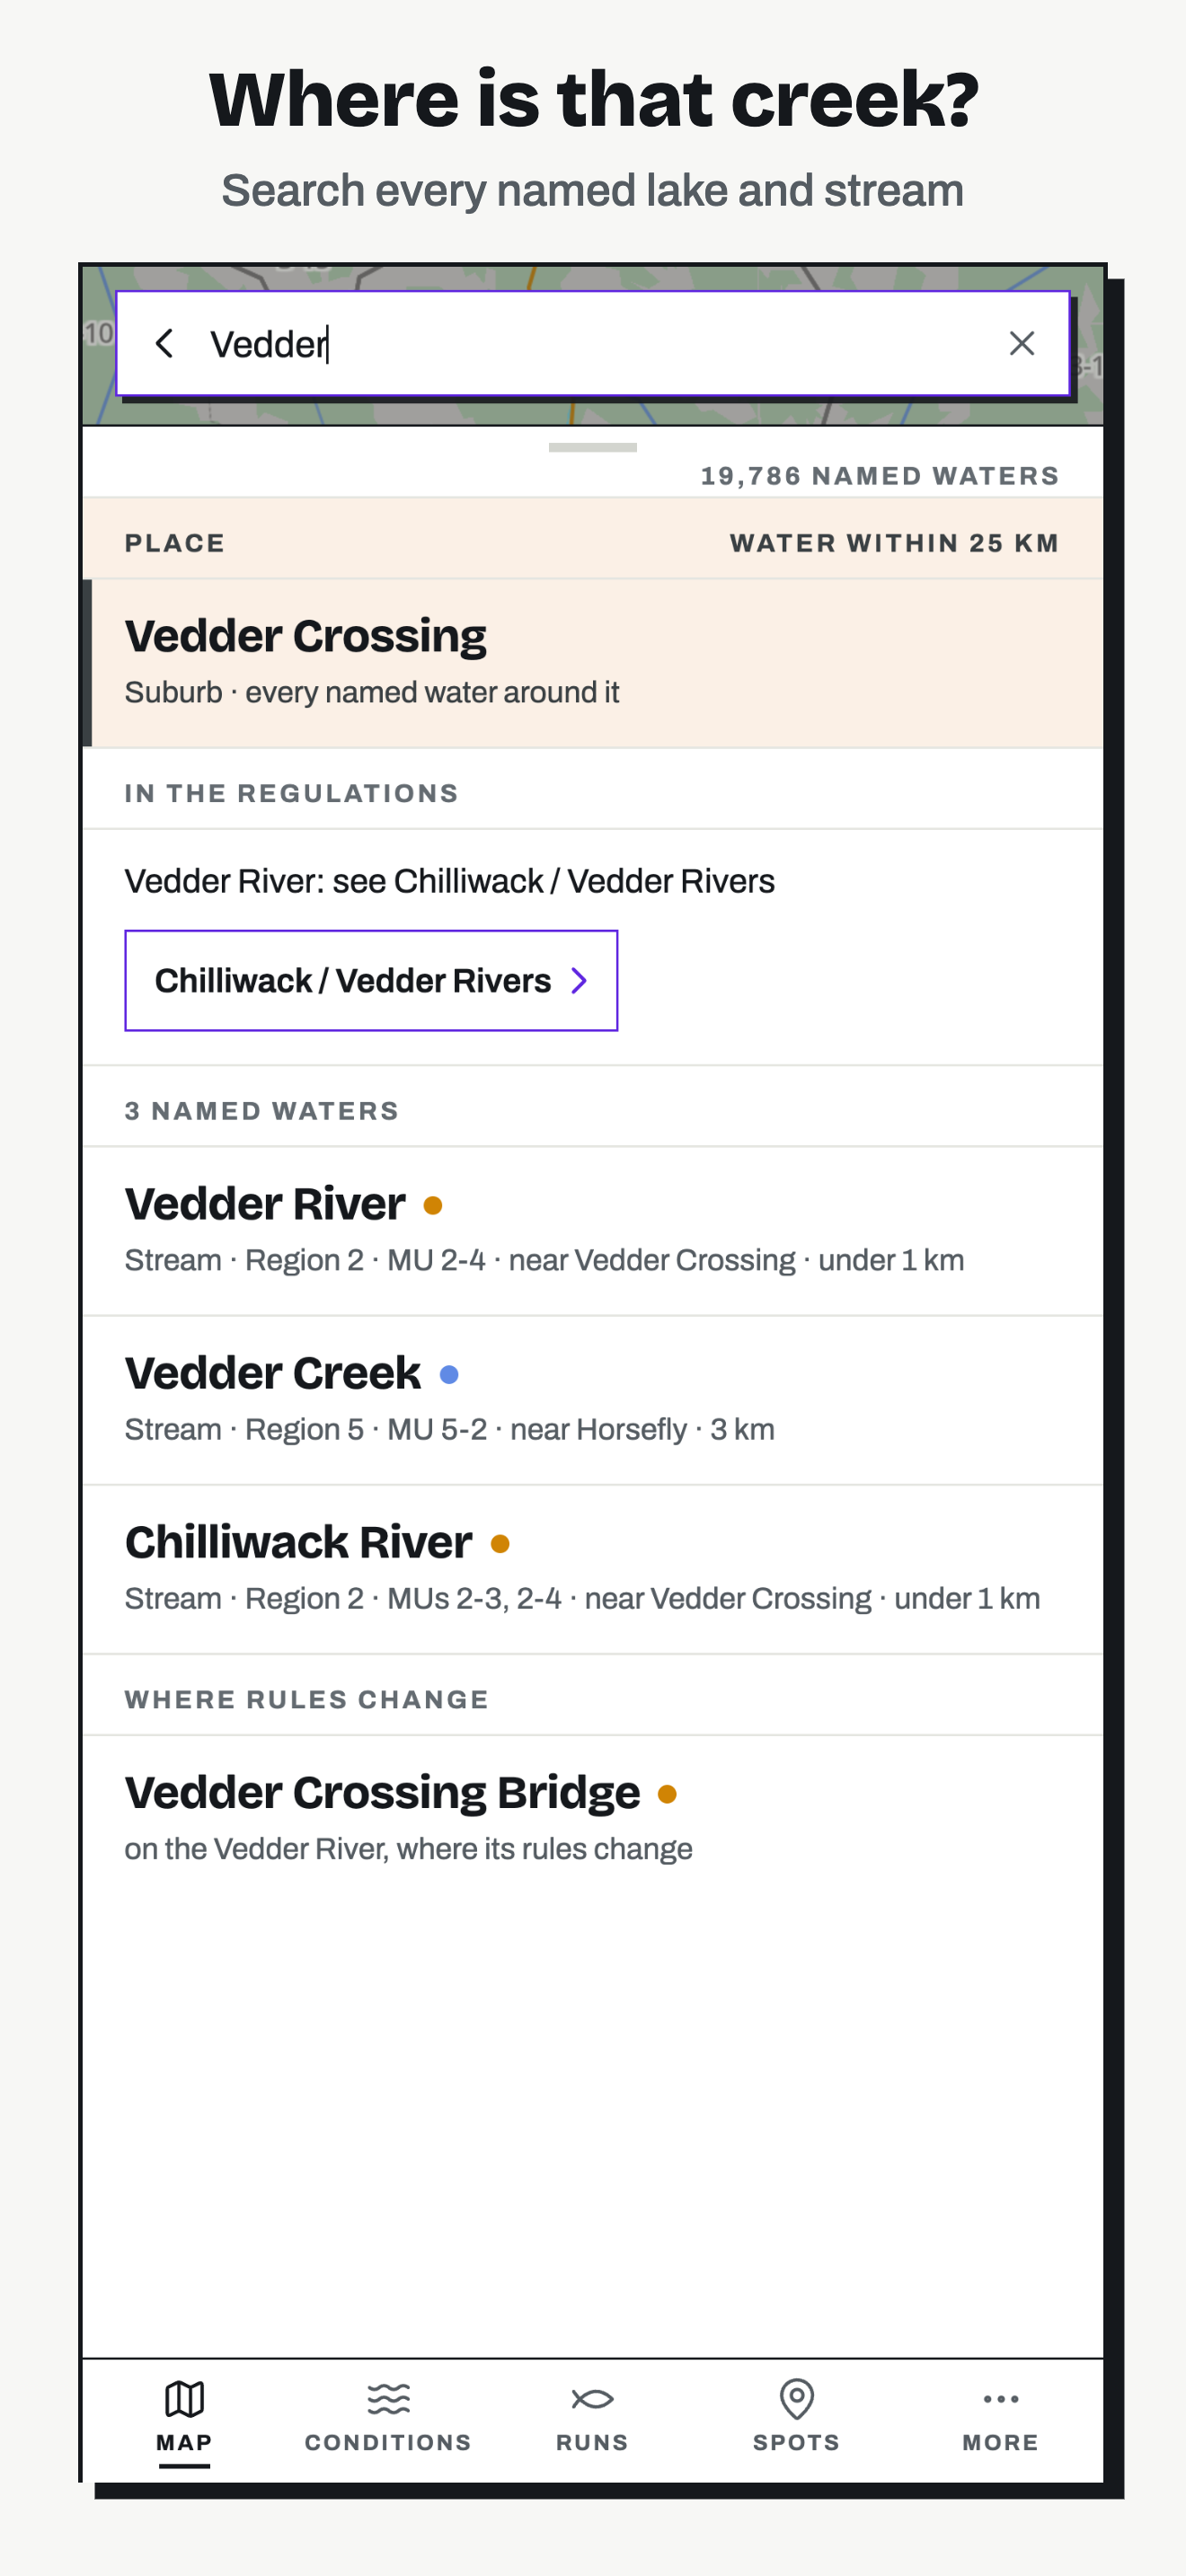 Where is that creek?
Search every named lake and stream
Vedder
19,786 NAMED WATERS
PLACE
WATER WITHIN 25 KM
Vedder Crossing
Suburb · every named water around it
IN THE REGULATIONS
Vedder River: see Chilliwack / Vedder Rivers
Chilliwack / Vedder Rivers
3 NAMED WATERS
Vedder River
Stream · Region 2 · MU 2-4 · near Vedder Crossing · under 1 km
Vedder Creek
Stream · Region 5 · MU 5-2 · near Horsefly · 3 km
Chilliwack River
Stream · Region 2 · MUs 2-3, 2-4 · near Vedder Crossing · under 1 km
WHERE RULES CHANGE
Vedder Crossing Bridge
on the Vedder River, where its rules change
MAP
CONDITIONS
RUNS
SPOTS
MORE